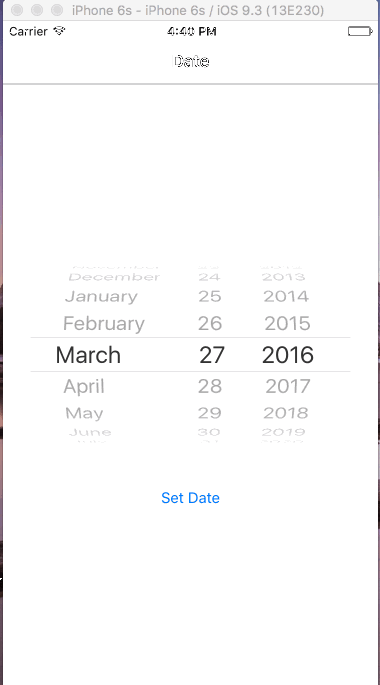 iPhone 6s - iPhone 6s / iOS 9.3 (13E230)
Carrier 4:40 PM
Date
December 24 2013
January 25 2014
February 26 2015
March 27 2016
April 28 2017
May 29 2018
June 30 2019
Set Date